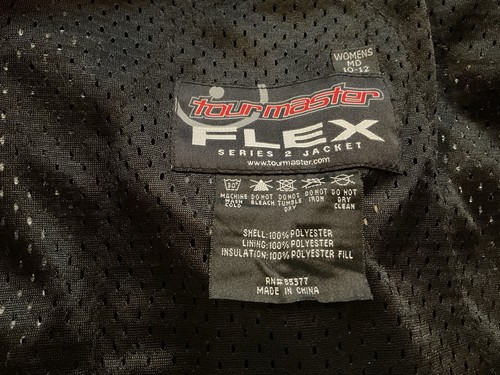 WOMENS
MD
10-12
tourmaster
FLEX
SERIES 2 JACKET
www.tourmaster.com
30°
MACHINE DO NOT DO NOT DO NOT DO NOT
WASH BLEACH TUMBLE IRON DRY
COLD DRY CLEAN
SHELL: 100% POLYESTER
LINING: 100% POLYESTER
INSULATION: 100% POLYESTER FILL
RN# 85377
MADE IN CHINA